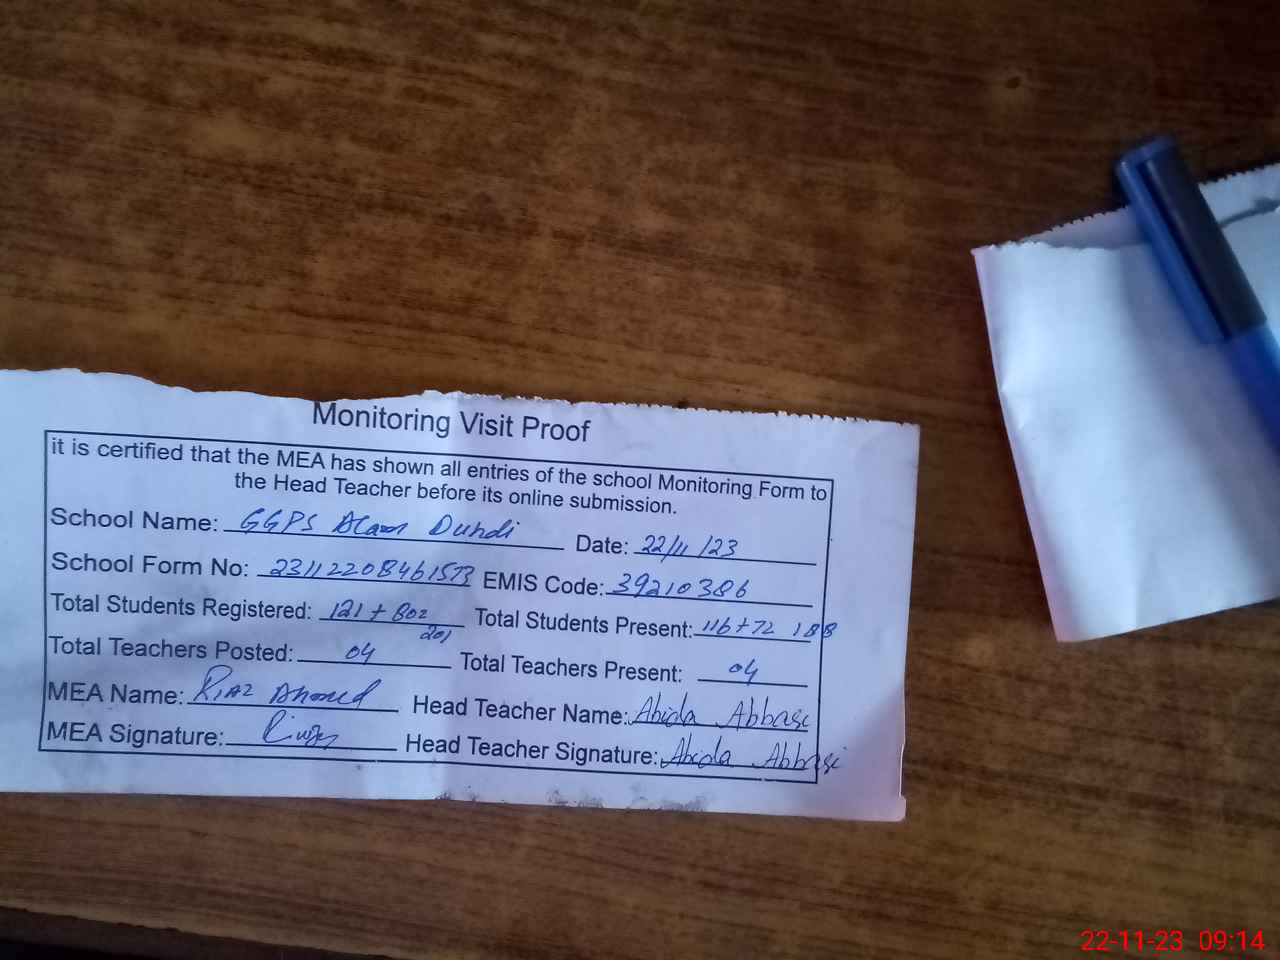 Monitoring Visit Proof
it is certified that the MEA has shown all entries of the school Monitoring Form to
the Head Teacher before its online submission.
School Name: GGPS Alam Dundi Date: 22/11/23
School Form No: 23112208461573 EMIS Code: 39210386
Total Students Registered: 121 + 80 Total Students Present: 116+72 188
201
Total Teachers Posted: 04 Total Teachers Present: 04
MEA Name: Riaz Ahmed Head Teacher Name: Abida Abbasi
MEA Signature: Head Teacher Signature: Abida Abbasi
22-11-23 09:14